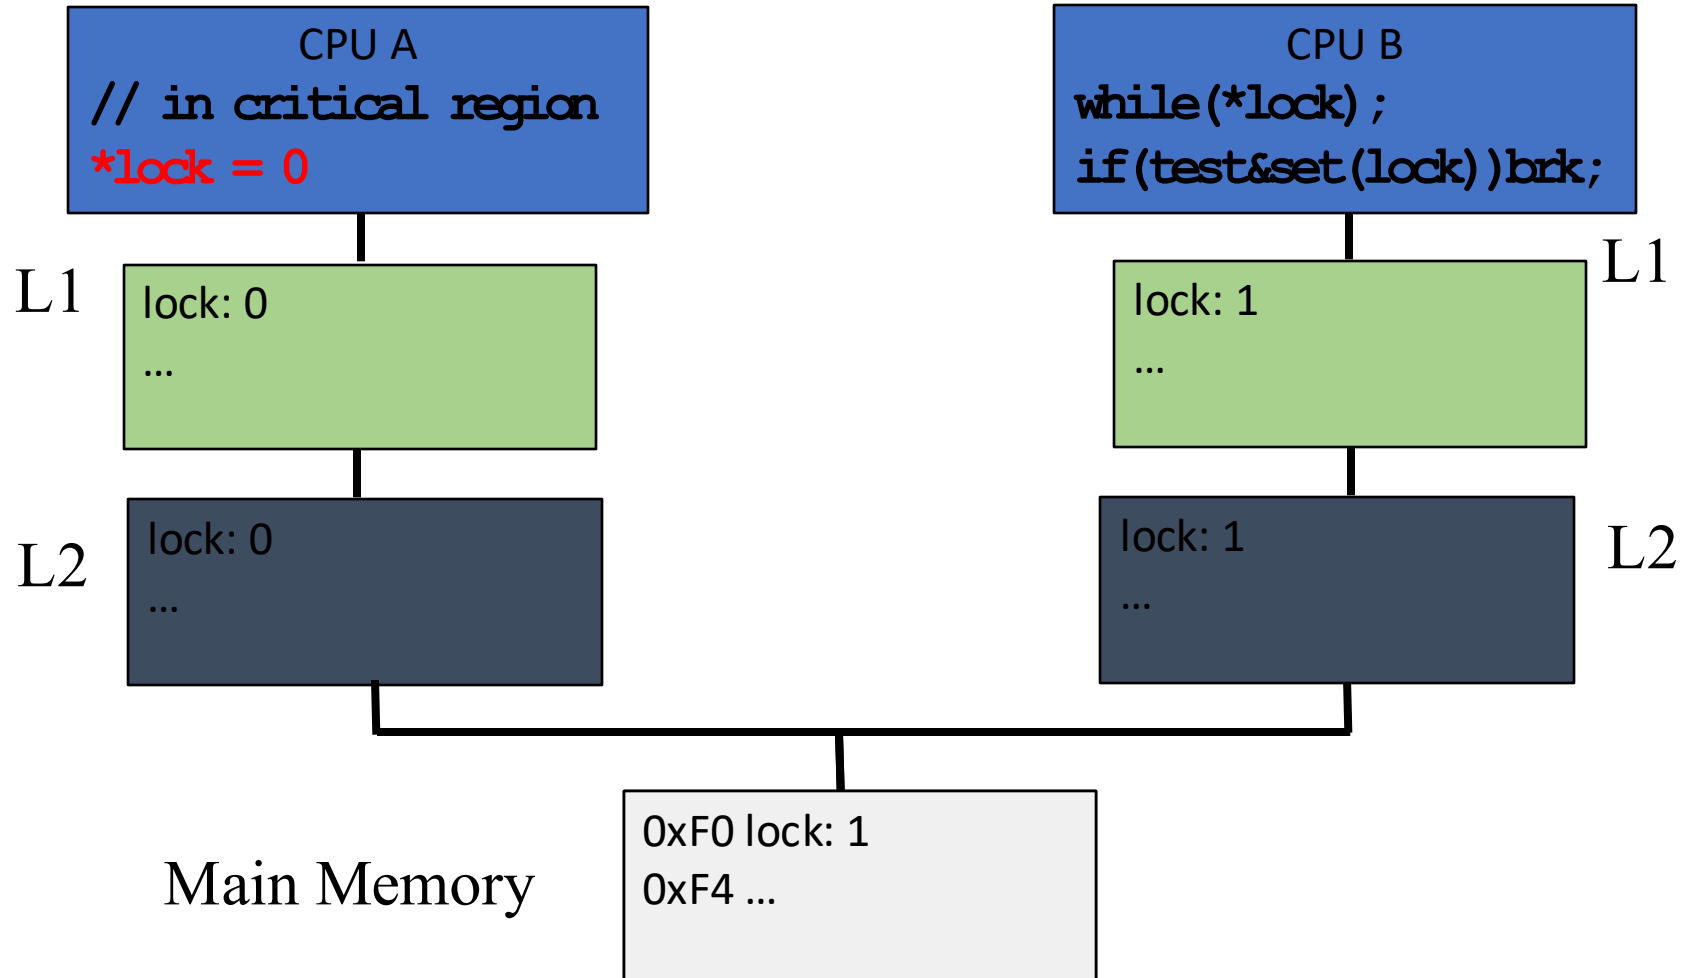 CPU A
// in critical region
*lock = 0
CPU B
while(*lock);
if(test&set(lock))brk;
L1
lock: 0
…
lock: 1
…
L1
L2
lock: 0
…
lock: 1
…
L2
Main Memory
0xF0 lock: 1
0xF4 …